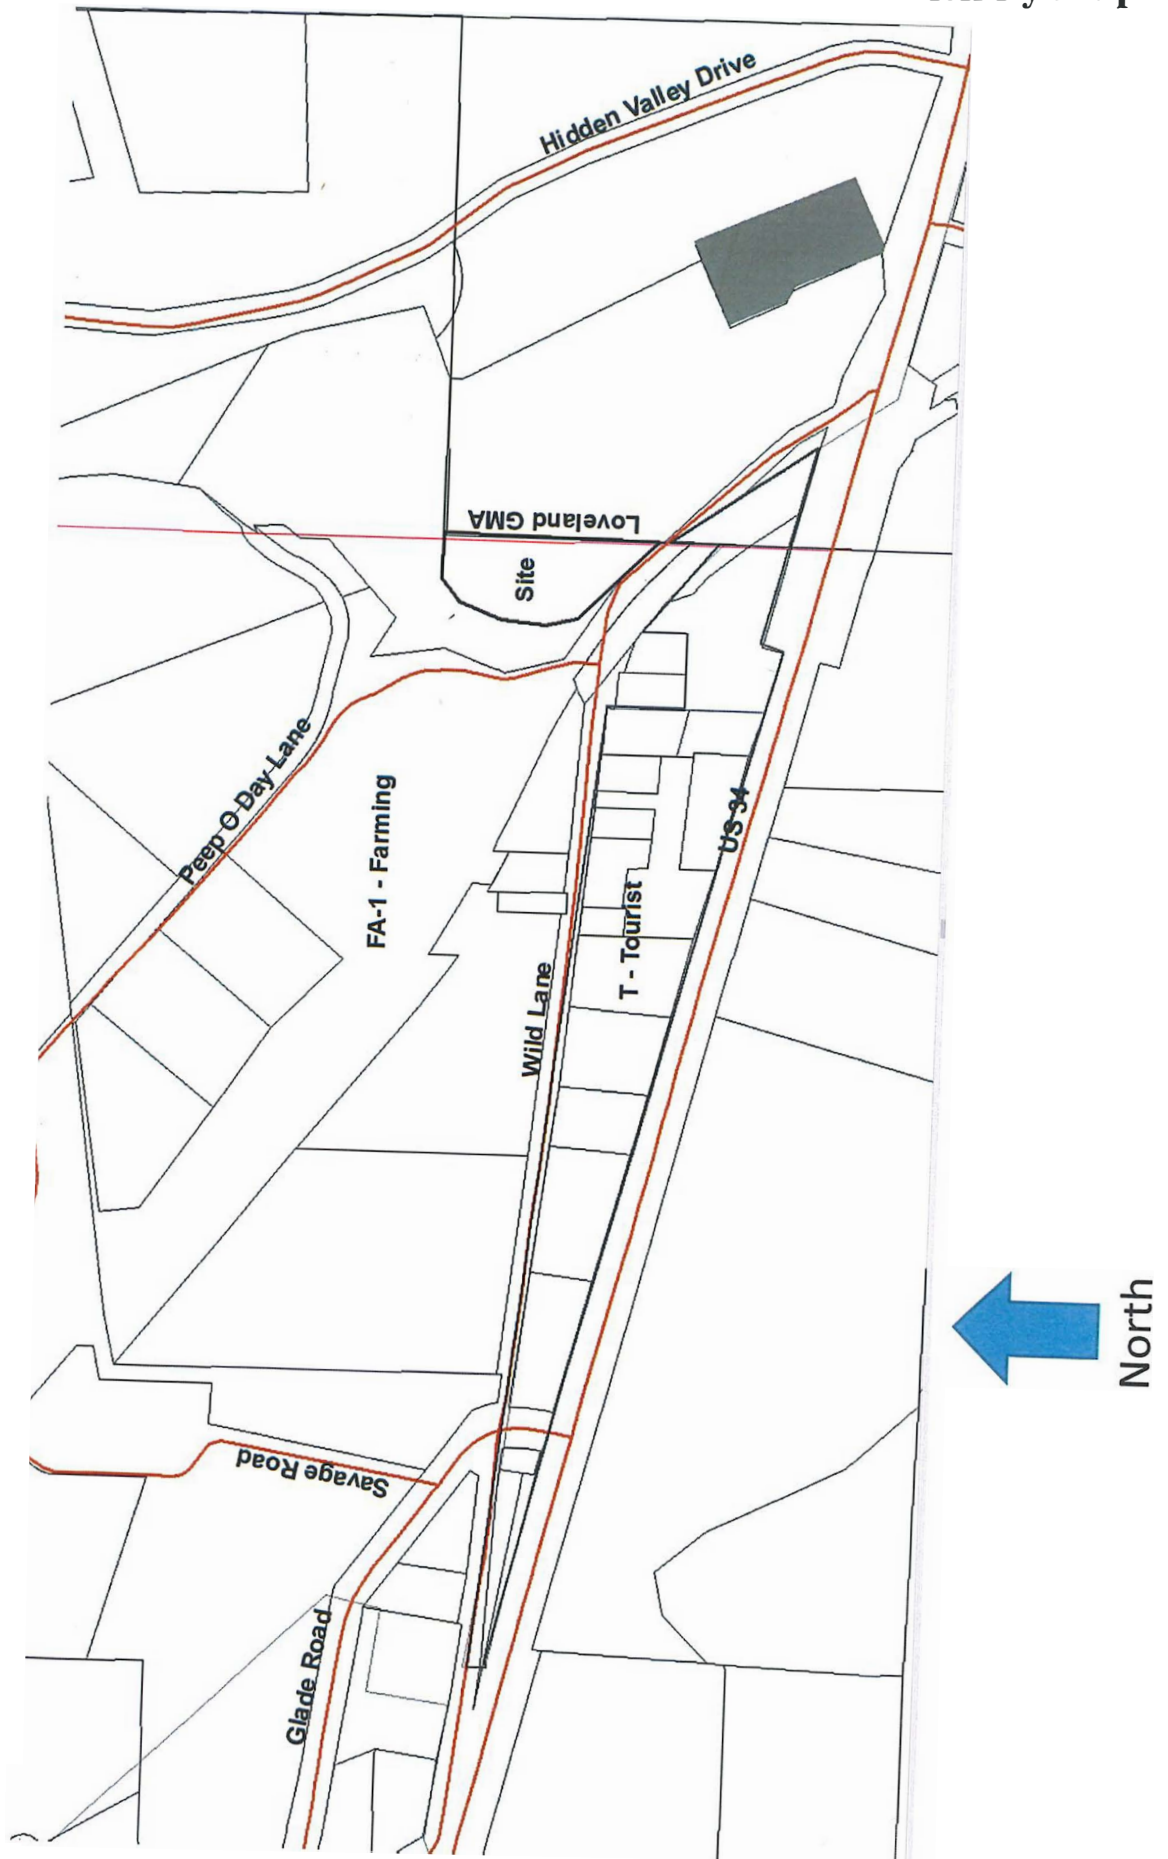 Hidden Valley Drive
Loveland GMA
Site
Peep O Day Lane
FA-1 - Farming
US 34
T - Tourist
Wild Lane
Savage Road
Glade Road
North